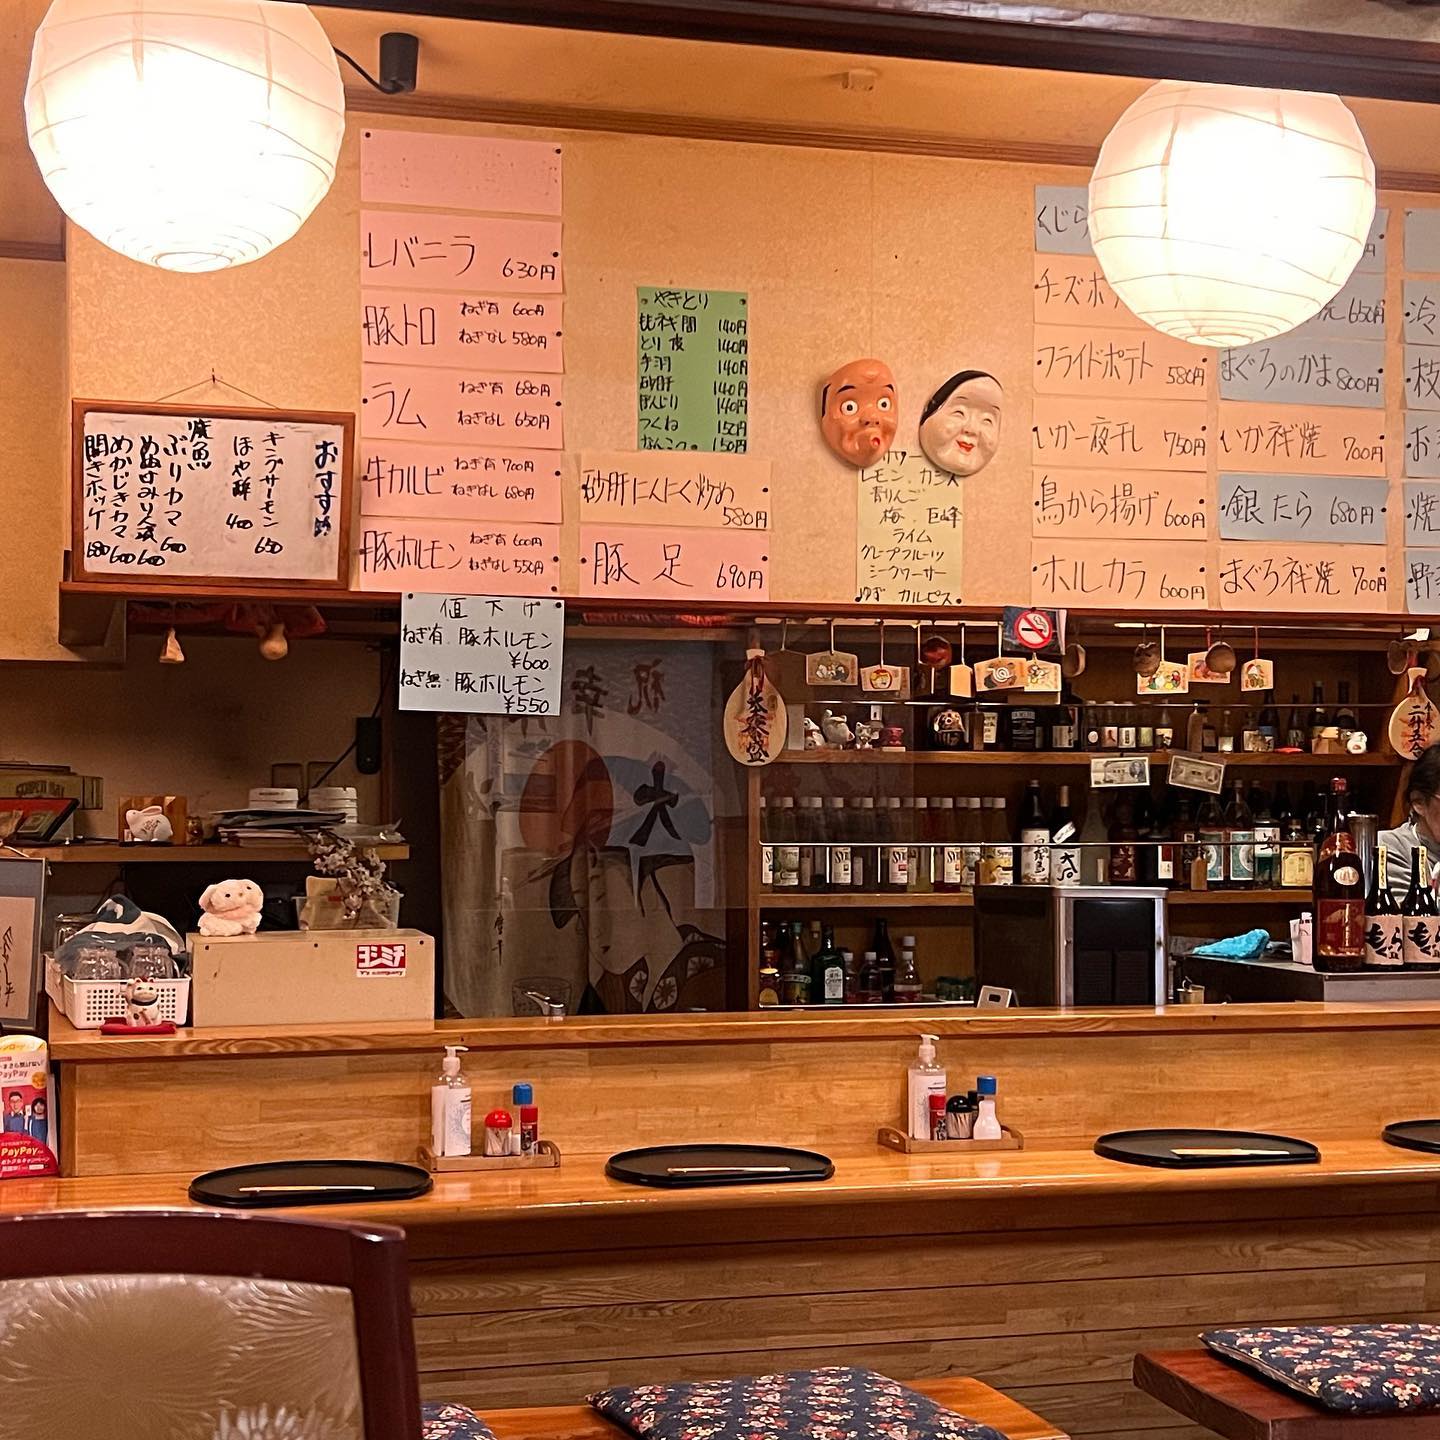 おすすめ
キングサーモン 650
ほや酢 400
焼魚
ぶりカマ 600
めかじきカマ 600
開きホッケ 680
レバニラ 630円
豚トロ ねぎ有 600円
ねぎなし 580円
ラム ねぎ有 680円
ねぎなし 650円
牛カルビ ねぎ有 700円
ねぎなし 680円
豚ホルモン ねぎ有 600円
ねぎなし 550円
値下げ
ねぎ有.豚ホルモン
¥600
ねぎ無.豚ホルモン
¥550
やきとり
ももネギ間 140円
とり皮 140円
手羽 140円
砂肝 140円
ぼんじり 140円
つくね 150円
なんこつ 150円
砂肝にんにく炒め
580円
豚足 690円
サワー
レモン.カシス
青りんご
梅、巨峰
ライム
グレープフルーツ
シークワーサー
ゆず カルピス
くじら
チーズポ
フライドポテト 580円
いか一夜干し 750円
鳥から揚げ 600円
ホルカラ 600円
650円
まぐろのかま 800円
いかネギ焼 700円
銀たら 680円
まぐろネギ焼 700円
冷
枝
お
焼
野
祝
大
ヨシミチ
Y's company
PayPay
PayPay